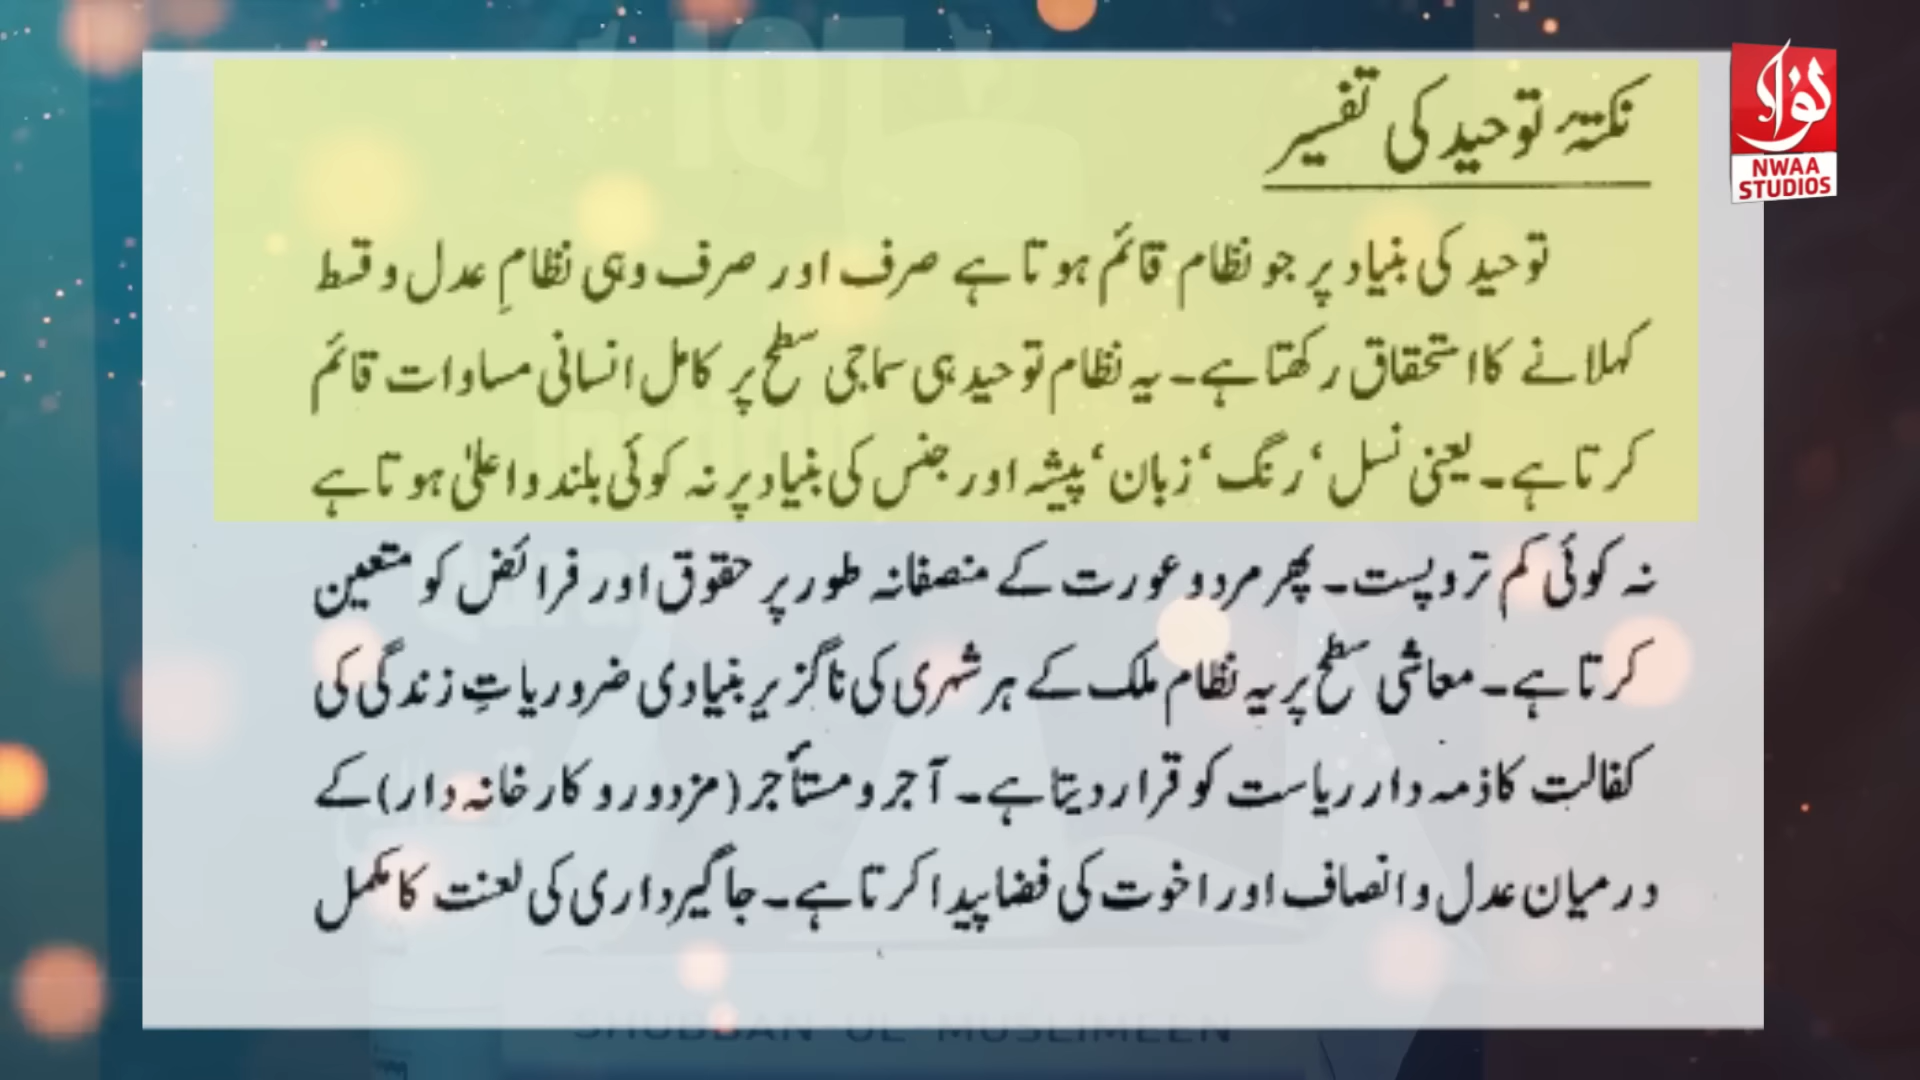 نکتۂ توحید کی تفسیر
توحید کی بنیاد پر جو نظام قائم ہوتا ہے صرف اور صرف وہی نظامِ عدل و قسط
کہلانے کا استحقاق رکھتا ہے۔ یہ نظام توحید ہی سماجی سطح پر کامل انسانی مساوات قائم
کرتا ہے۔ یعنی نسل‘ رنگ‘ زبان‘ پیشہ اور جنس کی بنیاد پر نہ کوئی بلند و اعلیٰ ہوتا ہے
نہ کوئی کم تر و پست۔ پھر مرد و عورت کے منصفانہ طور پر حقوق اور فرائض کو متعین
کرتا ہے۔ معاشی سطح پر یہ نظام ملک کے ہر شہری کی ناگزیر بنیادی ضروریاتِ زندگی کی
کفالت کا ذمہ دار ریاست کو قرار دیتا ہے۔ آجر و مستأجر (مزدور و کارخانہ دار) کے
درمیان عدل و انصاف اور اخوت کی فضا پیدا کرتا ہے۔ جاگیرداری کی لعنت کا مکمل
نوا
NWAA
STUDIOS
SHUBBAN UL MUSLIMEEN